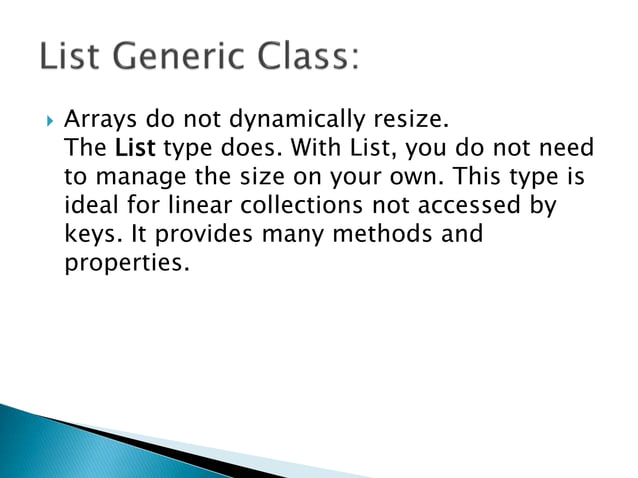 List Generic Class:
Arrays do not dynamically resize.
The List type does. With List, you do not need
to manage the size on your own. This type is
ideal for linear collections not accessed by
keys. It provides many methods and
properties.